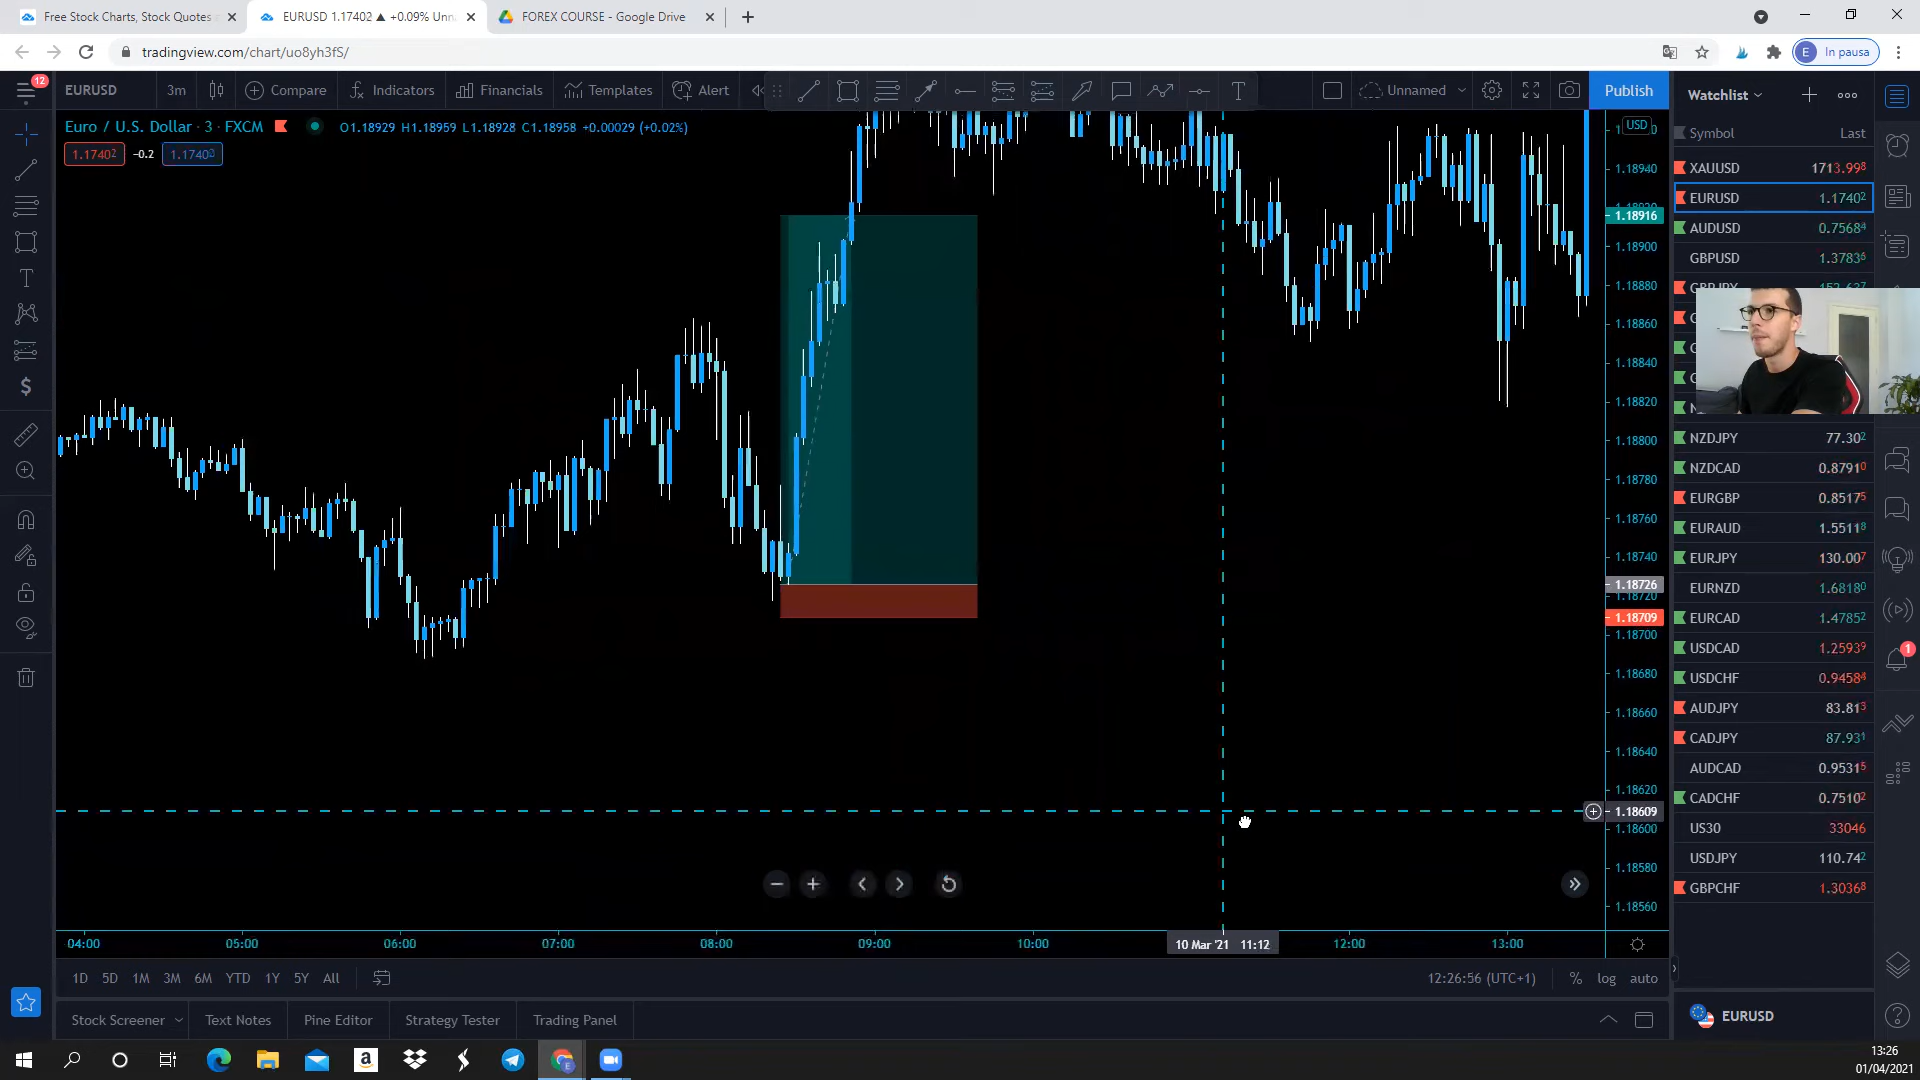 Free Stock Charts, Stock Quotes
EURUSD 1.17402 ▲ +0.09% Unn
FOREX COURSE - Google Drive
tradingview.com/chart/uo8yh3fS/
E In pausa
12
EURUSD 3m Compare Indicators Financials Templates Alert Unnamed Publish
Euro / U.S. Dollar · 3 · FXCM O1.18929 H1.18959 L1.18928 C1.18958 +0.00029 (+0.02%)
1.17402 −0.2 1.17403
USD
1.18940
1.18916
1.18900
1.18880
1.18860
1.18840
1.18820
1.18800
1.18780
1.18760
1.18740
1.18726
1.18720
1.18709
1.18700
1.18680
1.18660
1.18640
1.18620
1.18609
1.18600
1.18580
1.18560
04:00 05:00 06:00 07:00 08:00 09:00 10:00 10 Mar '21 11:12 12:00 13:00
1D 5D 1M 3M 6M YTD 1Y 5Y All 12:26:56 (UTC+1) % log auto
Stock Screener Text Notes Pine Editor Strategy Tester Trading Panel
Watchlist
Symbol Last
XAUUSD 1713.998
EURUSD 1.17402
AUDUSD 0.75684
GBPUSD 1.37836
NZDJPY 77.302
NZDCAD 0.87910
EURGBP 0.85175
EURAUD 1.55118
EURJPY 130.007
EURNZD 1.68180
EURCAD 1.47852
USDCAD 1.25939
USDCHF 0.94584
AUDJPY 83.813
CADJPY 87.931
AUDCAD 0.95315
CADCHF 0.75102
US30 33046
USDJPY 110.742
GBPCHF 1.30368
1
EURUSD
13:26
01/04/2021